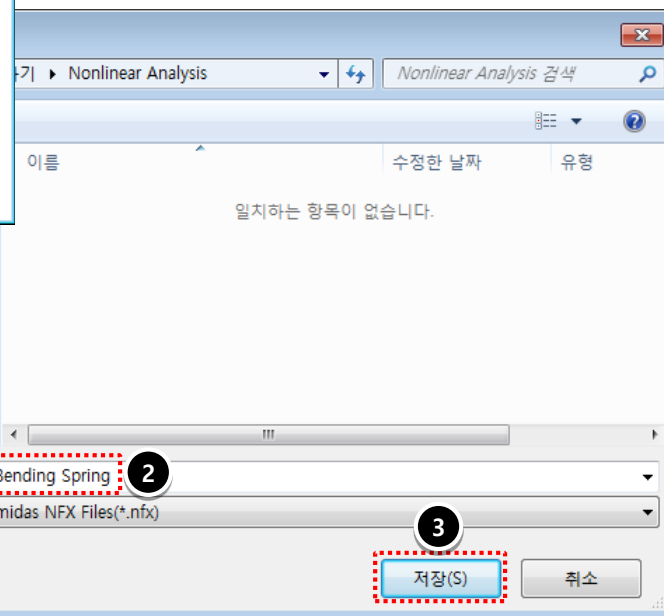 Nonlinear Analysis
Nonlinear Analysis 검색
이름 수정한 날짜 유형
일치하는 항목이 없습니다.
Bending Spring 2
midas NFX Files(*.nfx)
3
저장(S) 취소